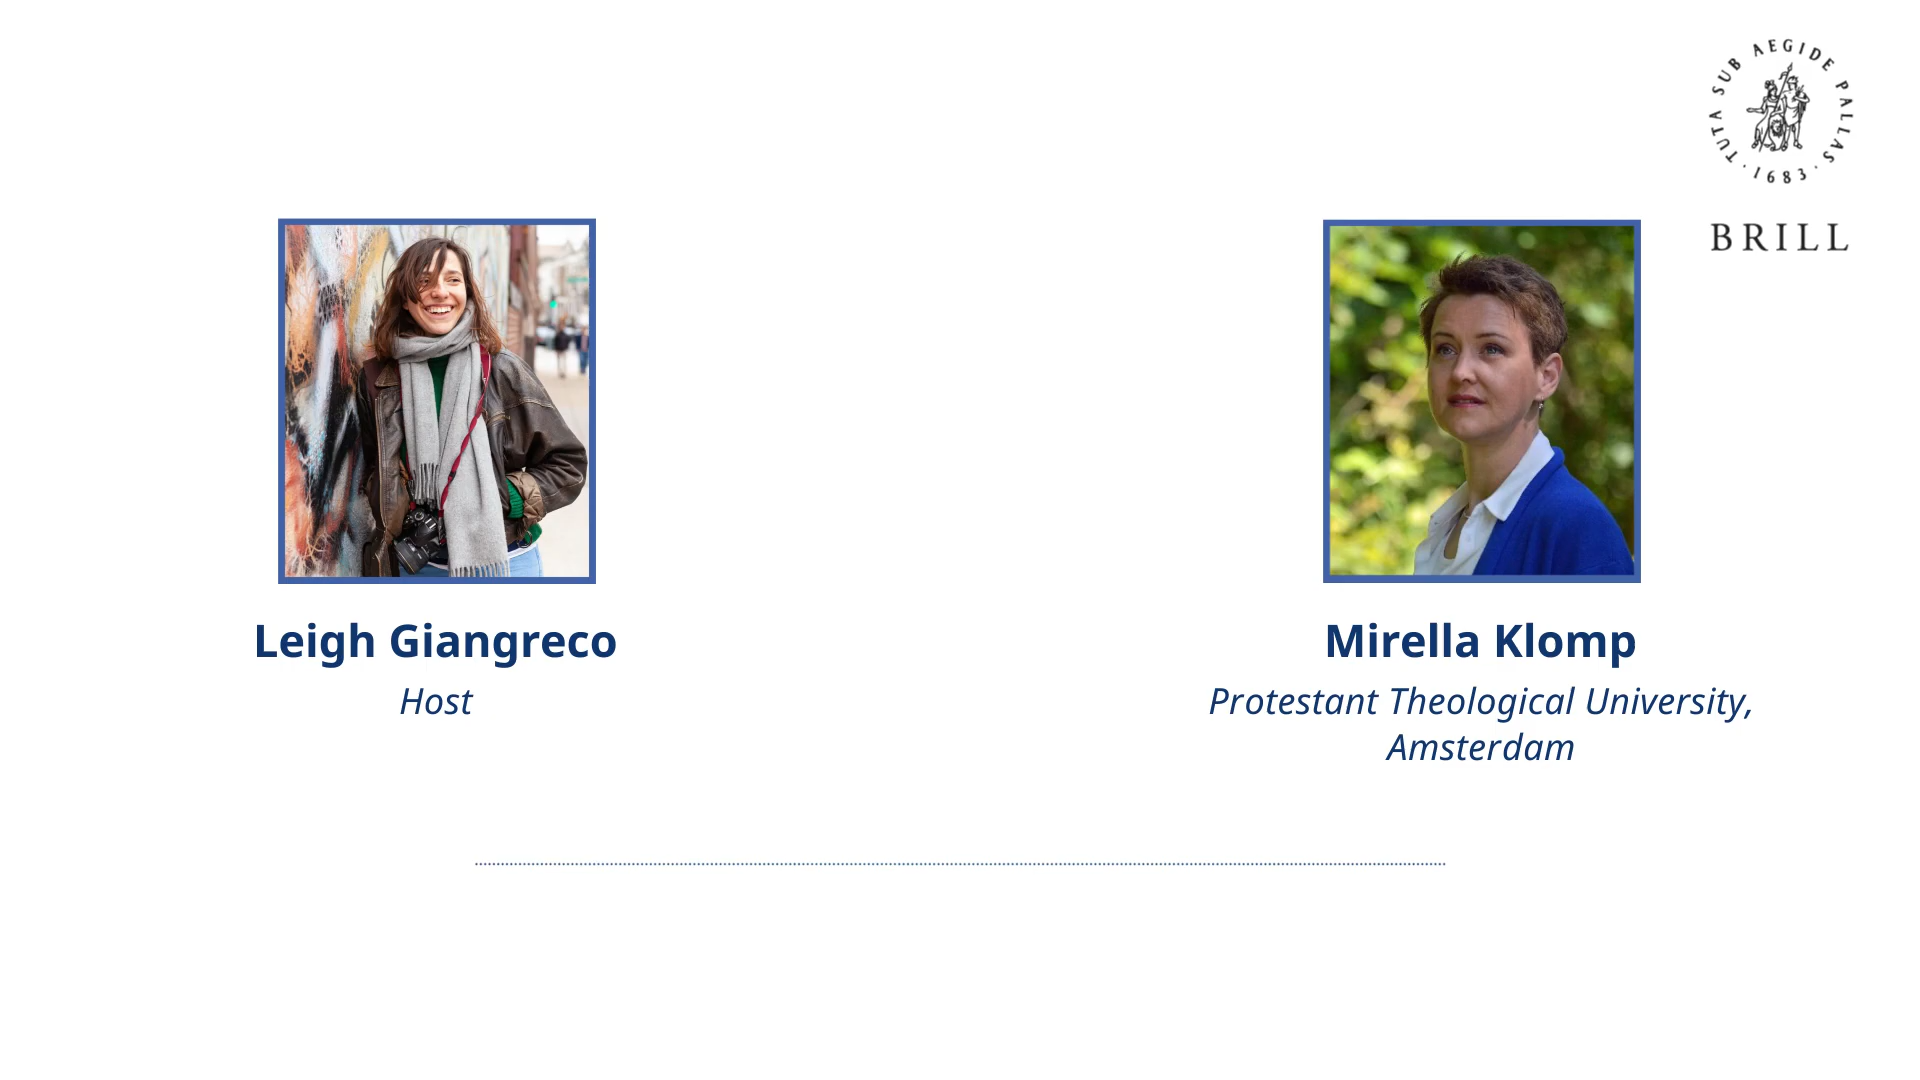 TUTA SUB AEGIDE PALLAS · 1683 ·
BRILL
Leigh Giangreco
Host
Mirella Klomp
Protestant Theological University,
Amsterdam